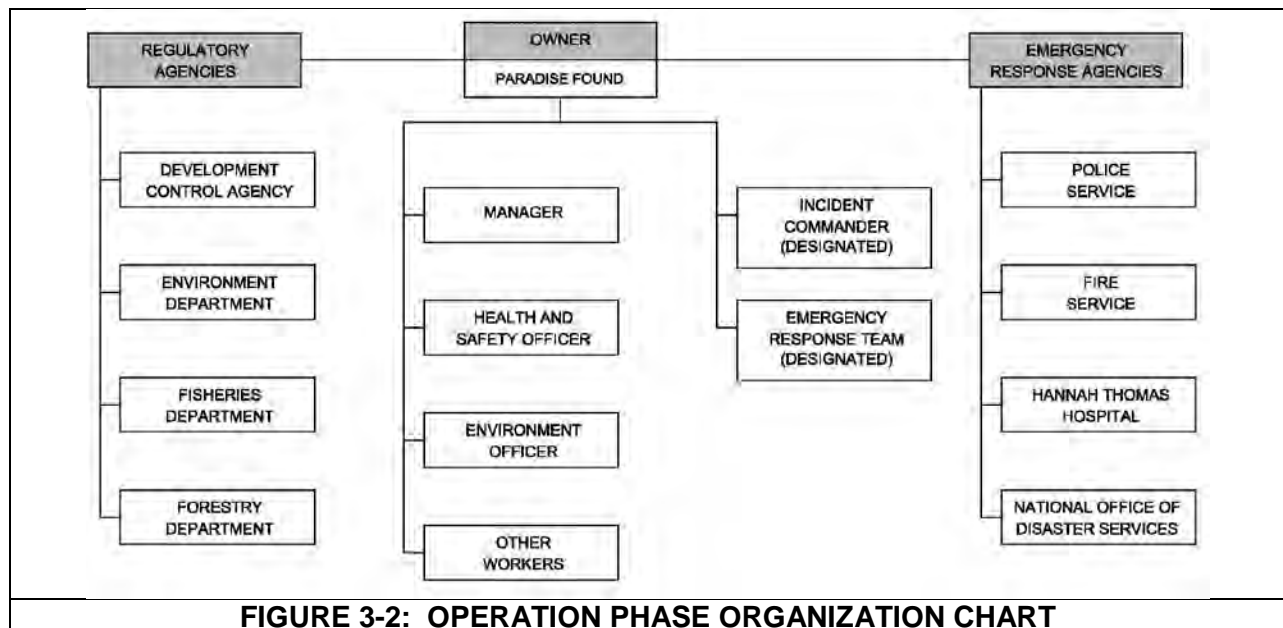 REGULATORY
AGENCIES
DEVELOPMENT
CONTROL AGENCY
ENVIRONMENT
DEPARTMENT
FISHERIES
DEPARTMENT
FORESTRY
DEPARTMENT
OWNER
PARADISE FOUND
MANAGER
HEALTH AND
SAFETY OFFICER
ENVIRONMENT
OFFICER
OTHER
WORKERS
INCIDENT
COMMANDER
(DESIGNATED)
EMERGENCY
RESPONSE TEAM
(DESIGNATED)
EMERGENCY
RESPONSE AGENCIES
POLICE
SERVICE
FIRE
SERVICE
HANNAH THOMAS
HOSPITAL
NATIONAL OFFICE OF
DISASTER SERVICES
FIGURE 3-2: OPERATION PHASE ORGANIZATION CHART